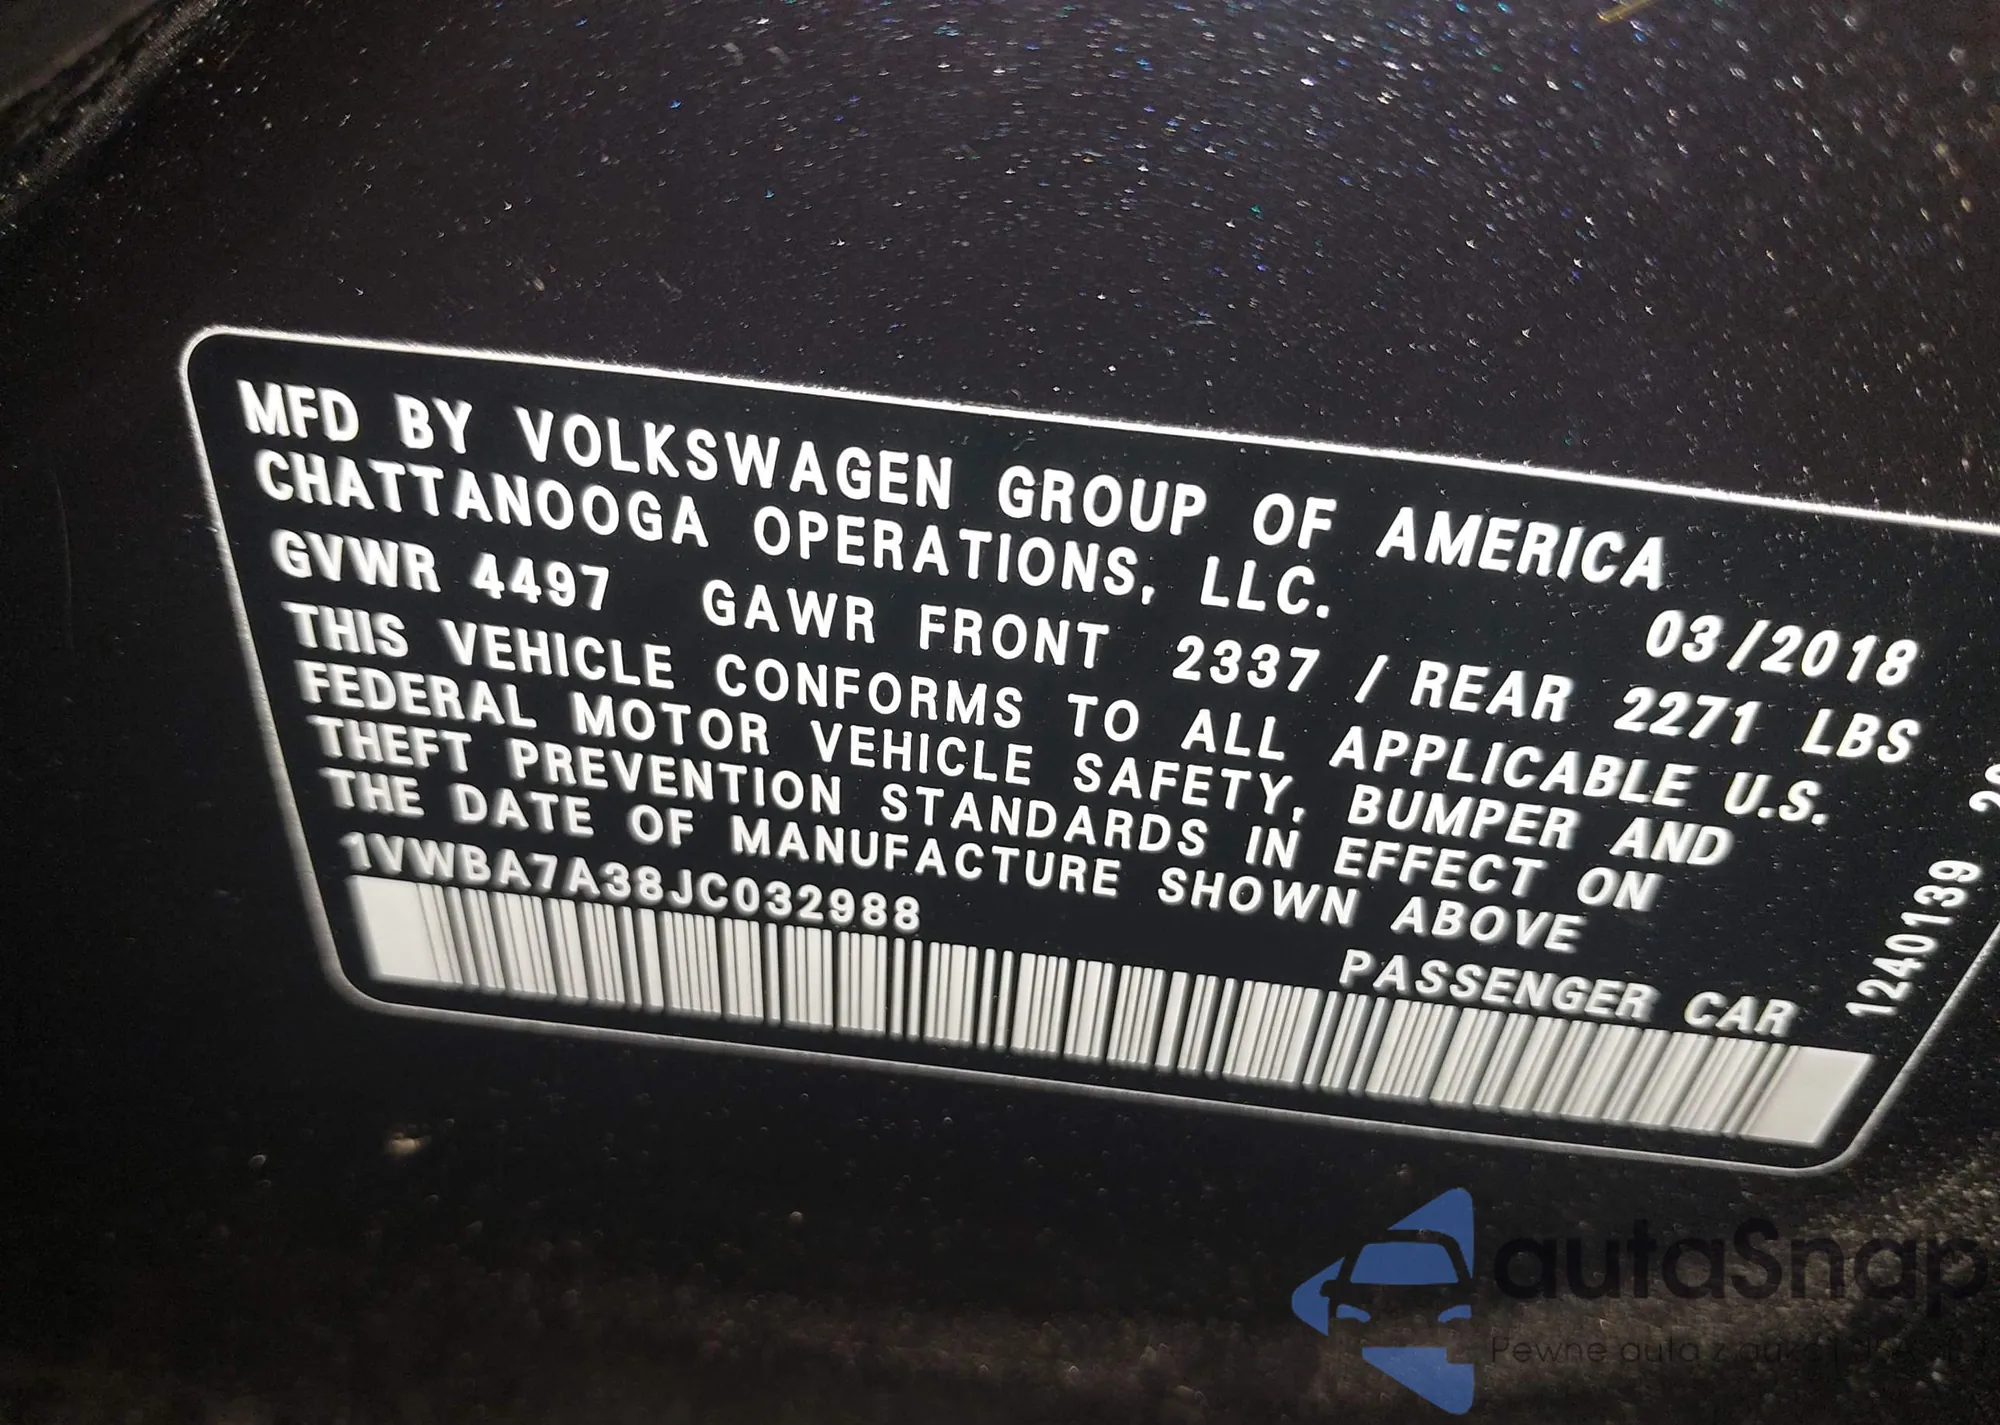 MFD BY VOLKSWAGEN GROUP OF AMERICA
CHATTANOOGA OPERATIONS, LLC.
03/2018
GVWR 4497 GAWR FRONT 2337 / REAR 2271 LBS
THIS VEHICLE CONFORMS TO ALL APPLICABLE U.S.
FEDERAL MOTOR VEHICLE SAFETY, BUMPER AND
THEFT PREVENTION STANDARDS IN EFFECT ON
THE DATE OF MANUFACTURE SHOWN ABOVE
1VWBA7A38JC032988
PASSENGER CAR
1240139
autaSnap
Pewne auta z